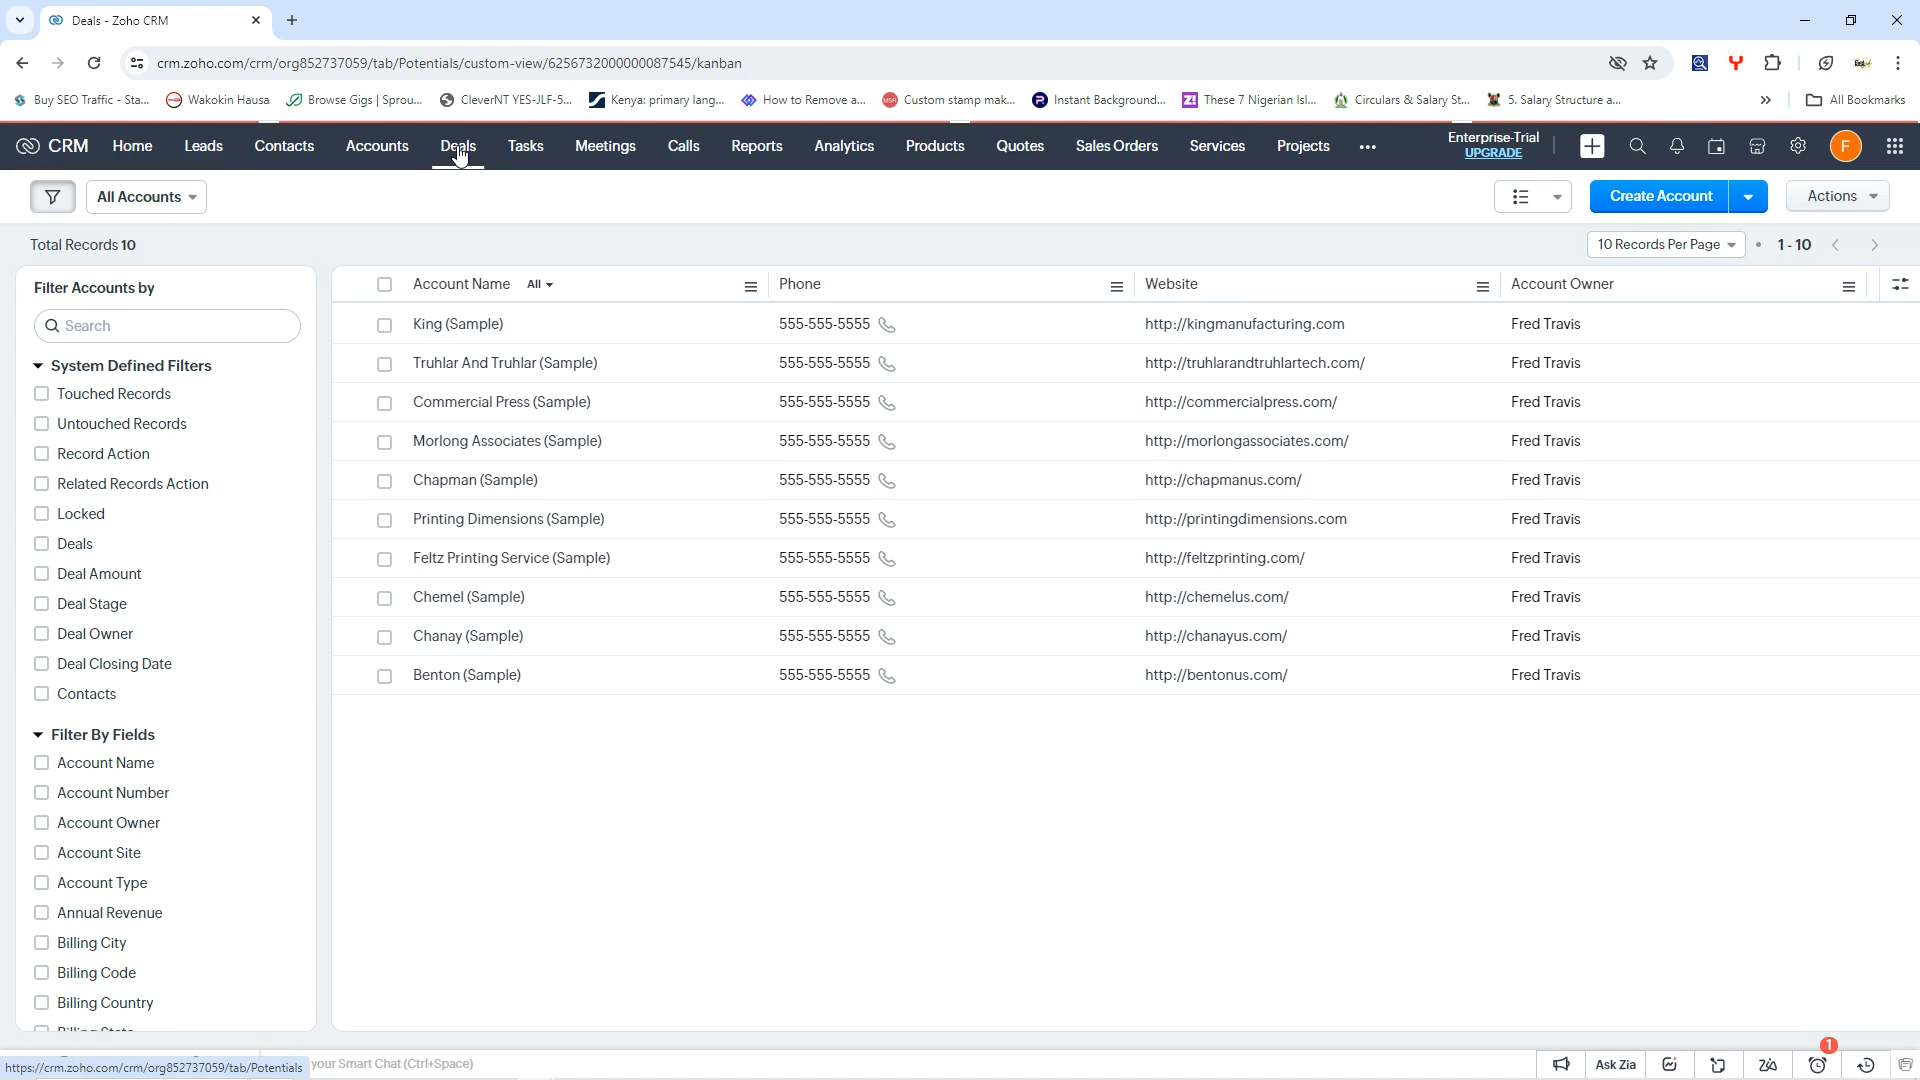 Deals - Zoho CRM
crm.zoho.com/crm/org852737059/tab/Potentials/custom-view/6256732000000087545/kanban
Buy SEO Traffic - Sta...
Wakokin Hausa
Browse Gigs | Sprou...
CleverNT YES-JLF-5...
Kenya: primary lang...
How to Remove a...
Custom stamp mak...
Instant Background...
These 7 Nigerian Isl...
Circulars & Salary St...
5. Salary Structure a...
All Bookmarks
CRM
Home
Leads
Contacts
Accounts
Deals
Tasks
Meetings
Calls
Reports
Analytics
Products
Quotes
Sales Orders
Services
Projects
Enterprise-Trial
UPGRADE
F
All Accounts
Create Account
Actions
Total Records 10
10 Records Per Page
1 - 10
Filter Accounts by
Search
System Defined Filters
Touched Records
Untouched Records
Record Action
Related Records Action
Locked
Deals
Deal Amount
Deal Stage
Deal Owner
Deal Closing Date
Contacts
Filter By Fields
Account Name
Account Number
Account Owner
Account Site
Account Type
Annual Revenue
Billing City
Billing Code
Billing Country
Account Name All Phone Website Account Owner
King (Sample) 555-555-5555 http://kingmanufacturing.com Fred Travis
Truhlar And Truhlar (Sample) 555-555-5555 http://truhlarandtruhlartech.com/ Fred Travis
Commercial Press (Sample) 555-555-5555 http://commercialpress.com/ Fred Travis
Morlong Associates (Sample) 555-555-5555 http://morlongassociates.com/ Fred Travis
Chapman (Sample) 555-555-5555 http://chapmanus.com/ Fred Travis
Printing Dimensions (Sample) 555-555-5555 http://printingdimensions.com Fred Travis
Feltz Printing Service (Sample) 555-555-5555 http://feltzprinting.com/ Fred Travis
Chemel (Sample) 555-555-5555 http://chemelus.com/ Fred Travis
Chanay (Sample) 555-555-5555 http://chanayus.com/ Fred Travis
Benton (Sample) 555-555-5555 http://bentonus.com/ Fred Travis
https://crm.zoho.com/crm/org852737059/tab/Potentials
your Smart Chat (Ctrl+Space)
Ask Zia
1